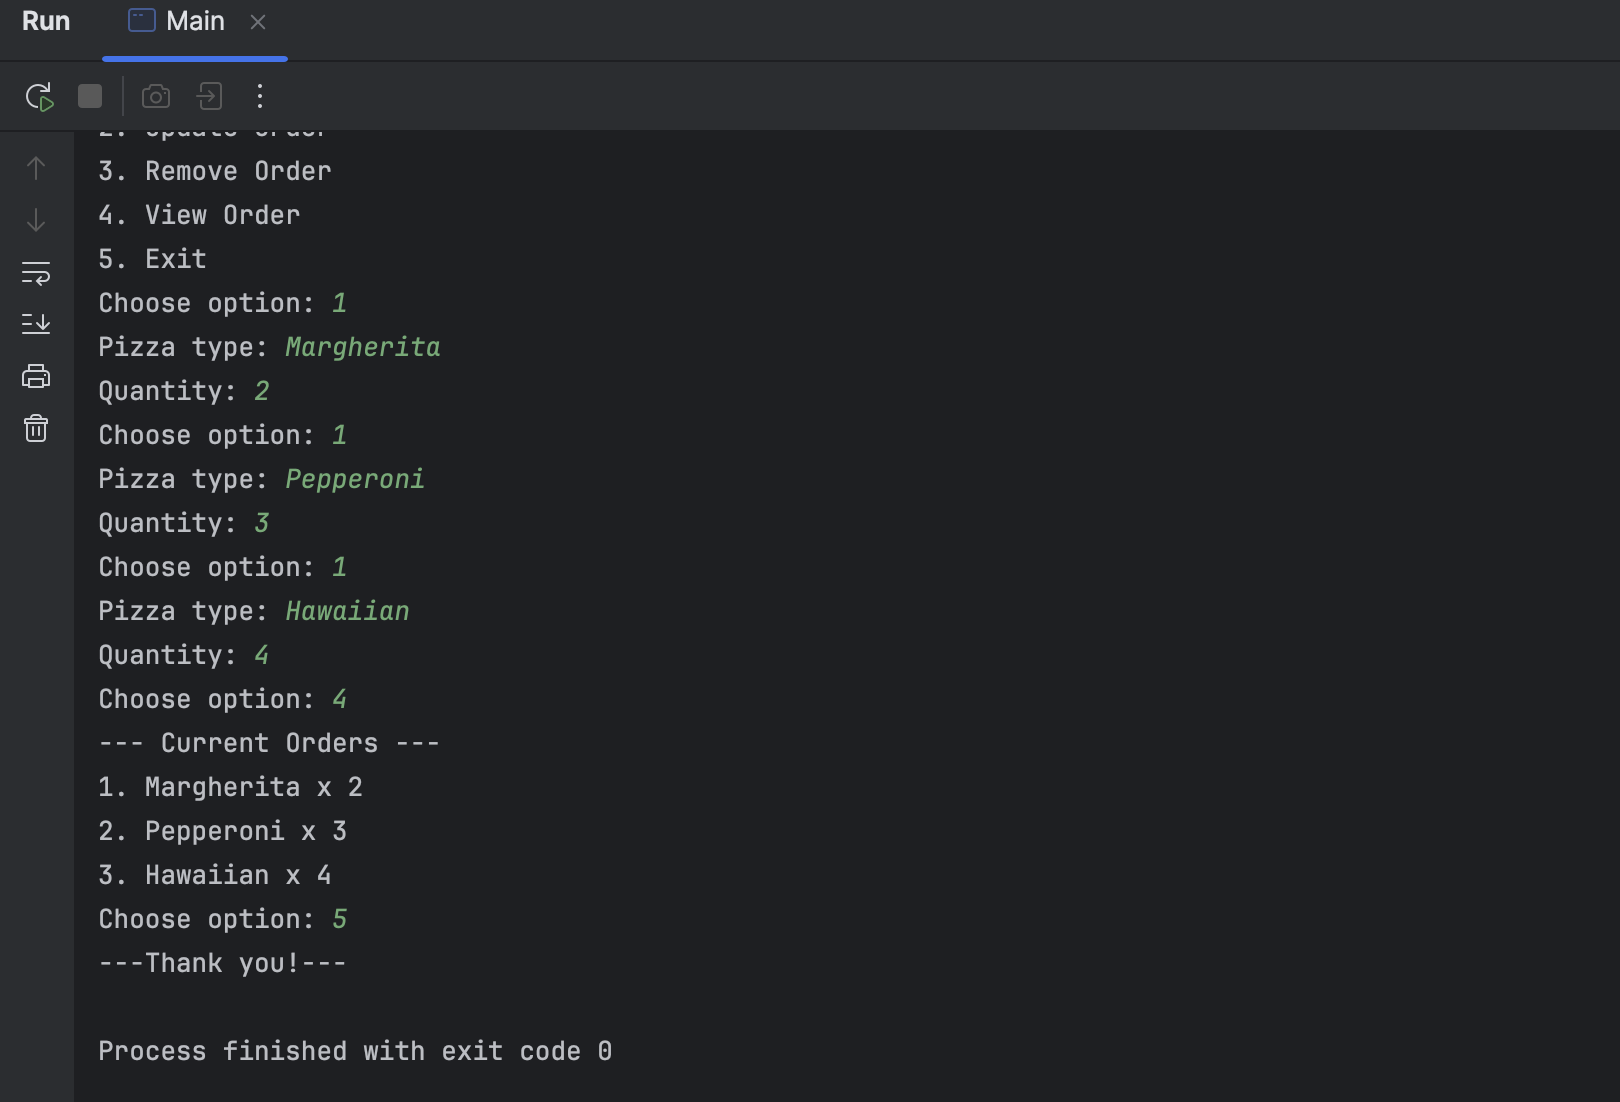 Run Main
2. Update Order
3. Remove Order
4. View Order
5. Exit
Choose option: 1
Pizza type: Margherita
Quantity: 2
Choose option: 1
Pizza type: Pepperoni
Quantity: 3
Choose option: 1
Pizza type: Hawaiian
Quantity: 4
Choose option: 4
--- Current Orders ---
1. Margherita x 2
2. Pepperoni x 3
3. Hawaiian x 4
Choose option: 5
---Thank you!---
Process finished with exit code 0